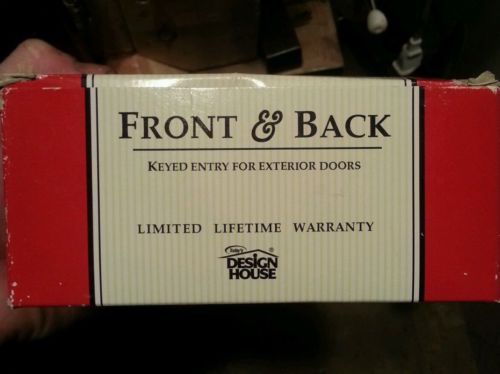 FRONT & BACK
KEYED ENTRY FOR EXTERIOR DOORS
LIMITED LIFETIME WARRANTY
DESIGN
HOUSE
®